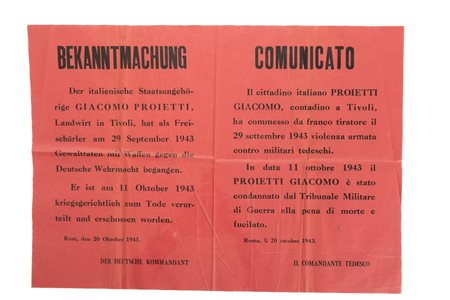 BEKANNTMACHUNG
Der italienische Staatsangehö-
rige GIACOMO PROIETTI,
Landwirt in Tivoli, hat als Frei-
schärler am 29 September 1943
Gewalttaten mit Waffen gegen die
Deutsche Wehrmacht begangen.
Er ist am 11 Oktober 1943
kriegsgerichtlich zum Tode verur-
teilt und erschossen worden.
Rom, den 20 Oktober 1943.
DER DEUTSCHE KOMMANDANT
COMUNICATO
Il cittadino italiano PROIETTI
GIACOMO, contadino a Tivoli,
ha commesso da franco tiratore il
29 settembre 1943 violenza armata
contro militari tedeschi.
In data 11 ottobre 1943 il
PROIETTI GIACOMO è stato
condannato dal Tribunale Militare
di Guerra alla pena di morte e
fucilato.
Roma, li 20 ottobre 1943.
IL COMANDANTE TEDESCO